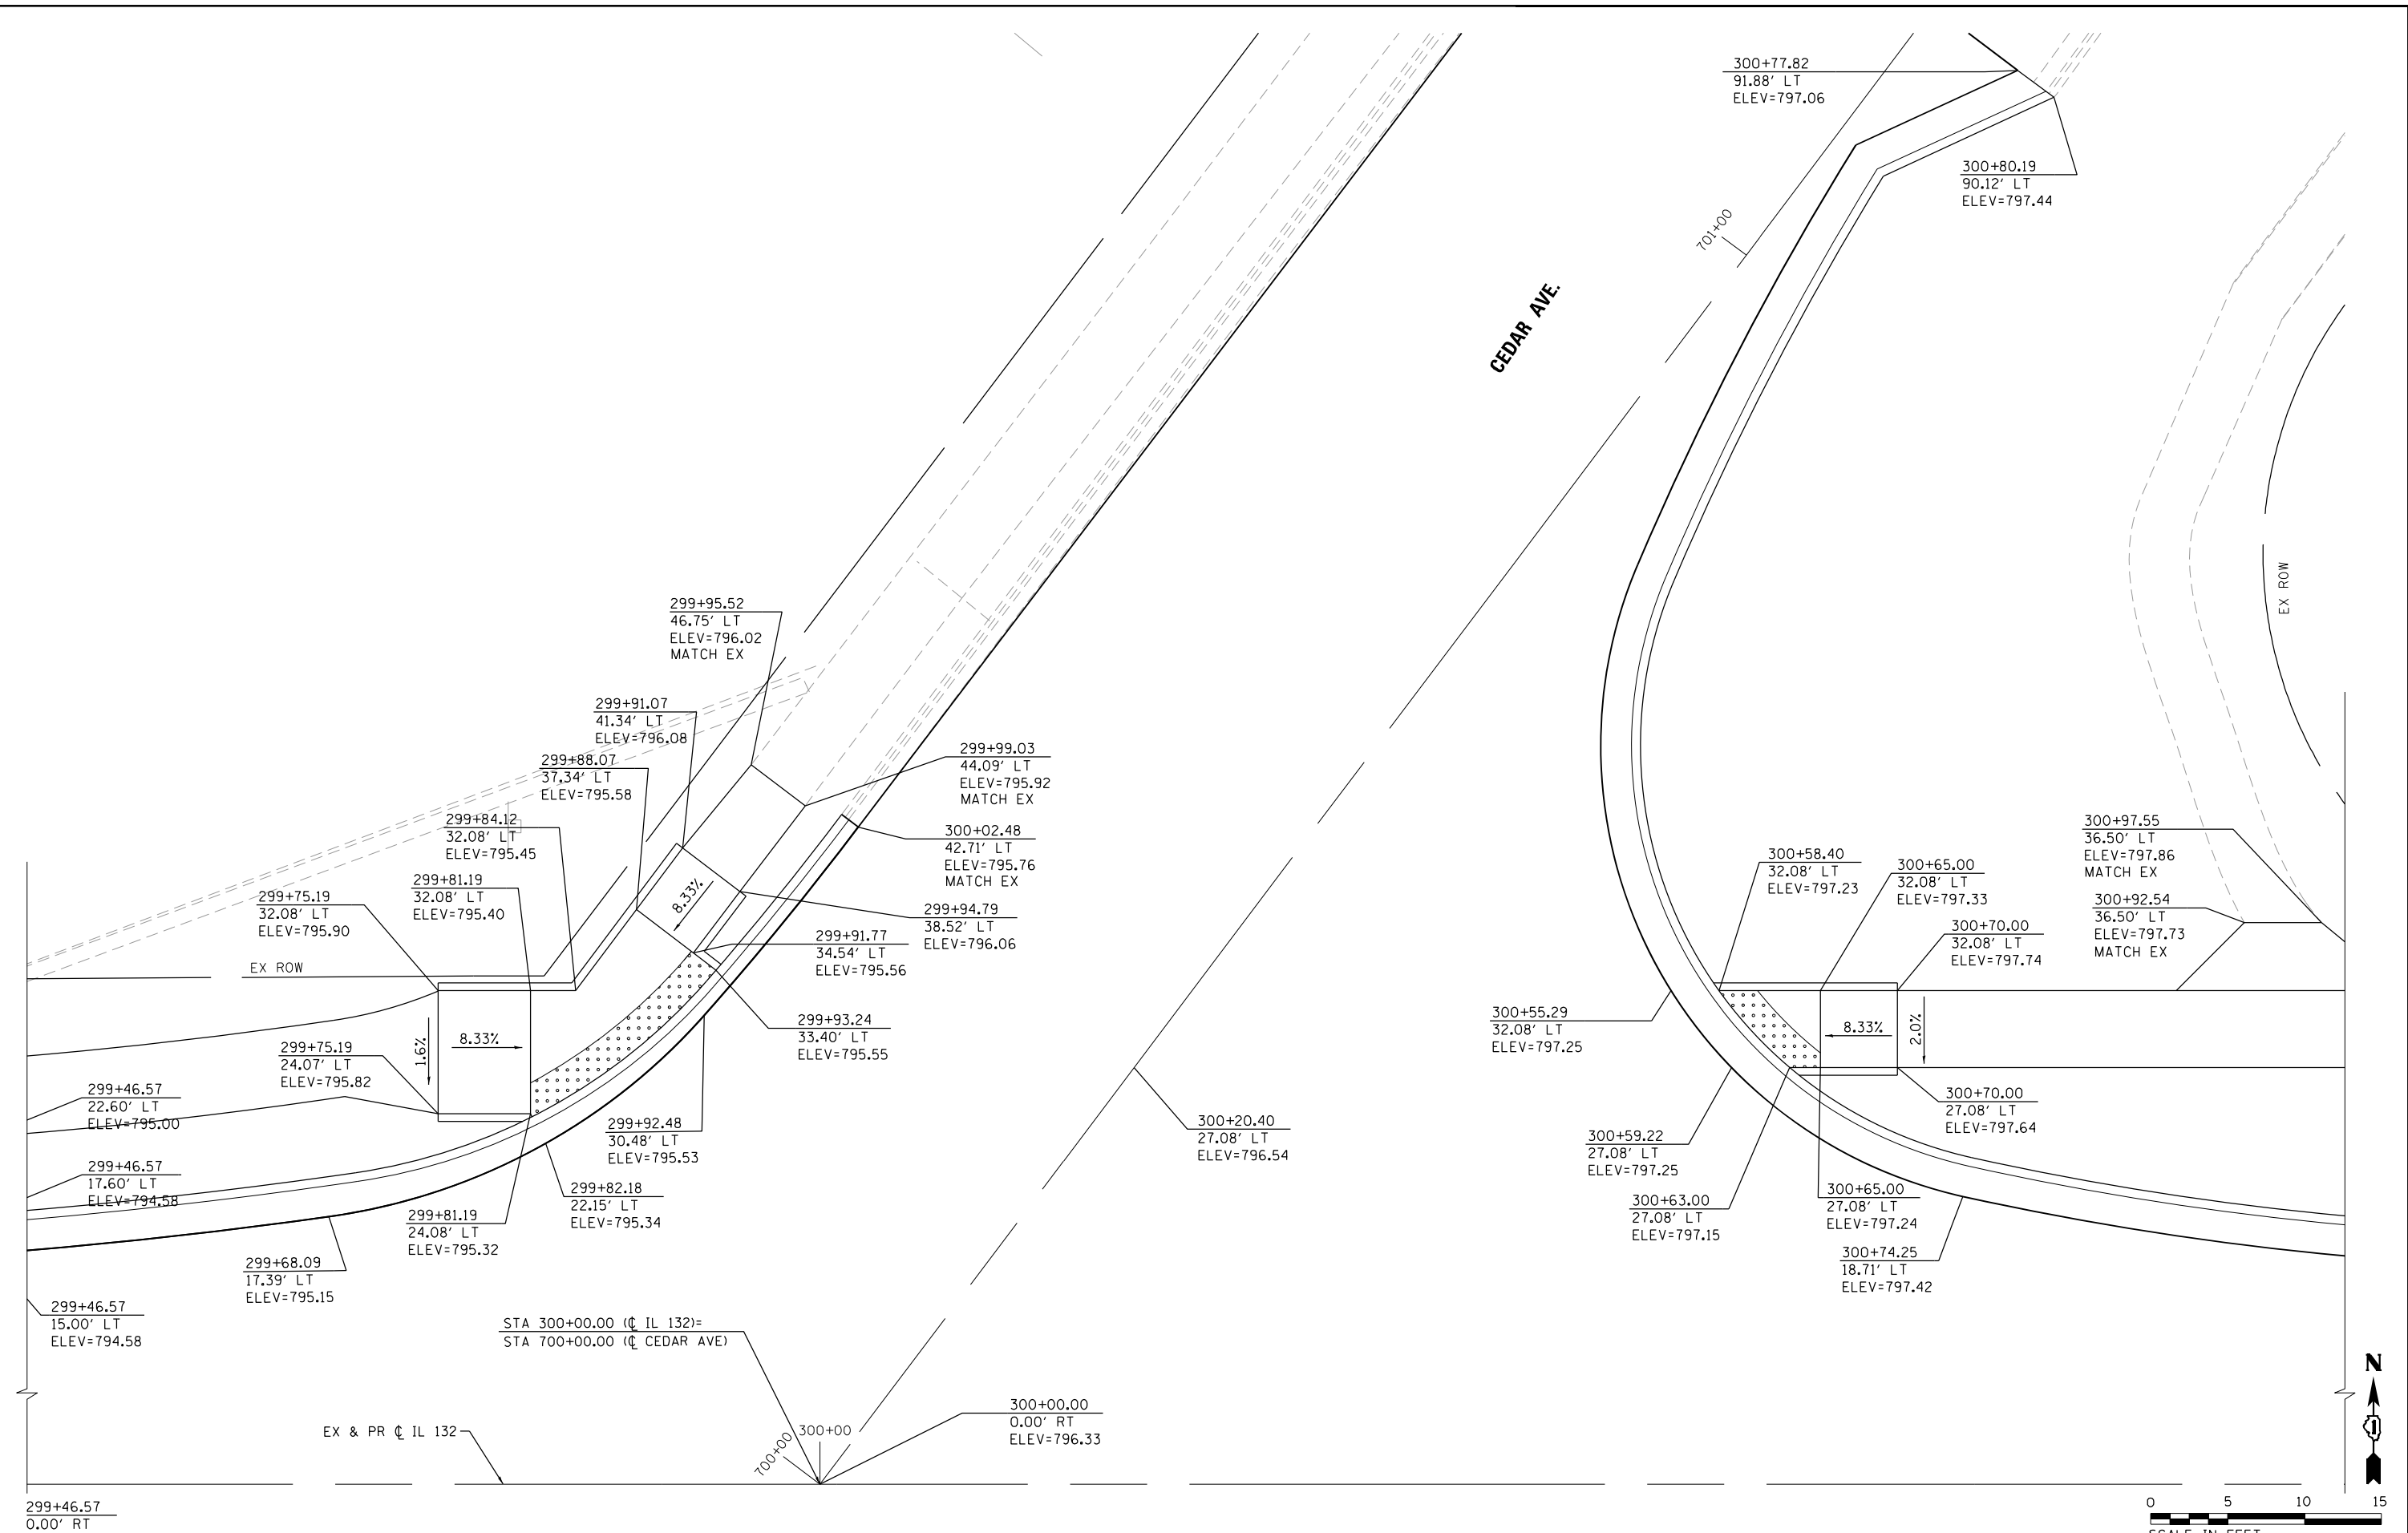 300+77.82
91.88' LT
ELEV=797.06
300+80.19
90.12' LT
ELEV=797.44
701+00
CEDAR AVE.
EX ROW
299+95.52
46.75' LT
ELEV=796.02
MATCH EX
299+91.07
41.34' LT
ELEV=796.08
299+88.07
37.34' LT
ELEV=795.58
299+84.12
32.08' LT
ELEV=795.45
299+81.19
32.08' LT
ELEV=795.40
299+75.19
32.08' LT
ELEV=795.90
EX ROW
299+99.03
44.09' LT
ELEV=795.92
MATCH EX
300+02.48
42.71' LT
ELEV=795.76
MATCH EX
299+94.79
38.52' LT
ELEV=796.06
299+91.77
34.54' LT
ELEV=795.56
299+93.24
33.40' LT
ELEV=795.55
8.33%
8.33%
1.6%
299+75.19
24.07' LT
ELEV=795.82
299+46.57
22.60' LT
ELEV=795.00
299+46.57
17.60' LT
ELEV=794.58
299+92.48
30.48' LT
ELEV=795.53
299+82.18
22.15' LT
ELEV=795.34
299+81.19
24.08' LT
ELEV=795.32
299+68.09
17.39' LT
ELEV=795.15
299+46.57
15.00' LT
ELEV=794.58
300+20.40
27.08' LT
ELEV=796.54
300+58.40
32.08' LT
ELEV=797.23
300+65.00
32.08' LT
ELEV=797.33
300+97.55
36.50' LT
ELEV=797.86
MATCH EX
300+92.54
36.50' LT
ELEV=797.73
MATCH EX
300+70.00
32.08' LT
ELEV=797.74
8.33%
2.0%
300+55.29
32.08' LT
ELEV=797.25
300+70.00
27.08' LT
ELEV=797.64
300+59.22
27.08' LT
ELEV=797.25
300+63.00
27.08' LT
ELEV=797.15
300+65.00
27.08' LT
ELEV=797.24
300+74.25
18.71' LT
ELEV=797.42
STA 300+00.00 (℄ IL 132)=
STA 700+00.00 (℄ CEDAR AVE)
300+00.00
0.00' RT
ELEV=796.33
EX & PR ℄ IL 132
700+00
300+00
299+46.57
0.00' RT
N
0 5 10 15
SCALE IN FEET